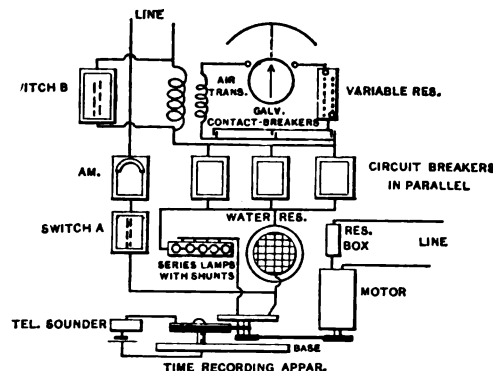 LINE
/ITCH B
AIR
TRANS.
GALV.
VARIABLE RES.
CONTACT-BREAKERS
AM.
CIRCUIT BREAKERS
IN PARALLEL
SWITCH A
WATER RES.
SERIES LAMPS
WITH SHUNTS
RES.
BOX
LINE
MOTOR
TEL. SOUNDER
BASE
TIME RECORDING APPAR.